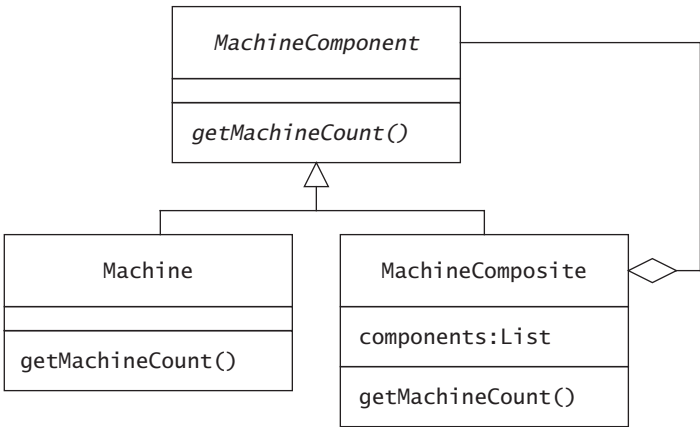 MachineComponent
getMachineCount()
Machine
getMachineCount()
MachineComposite
components:List
getMachineCount()